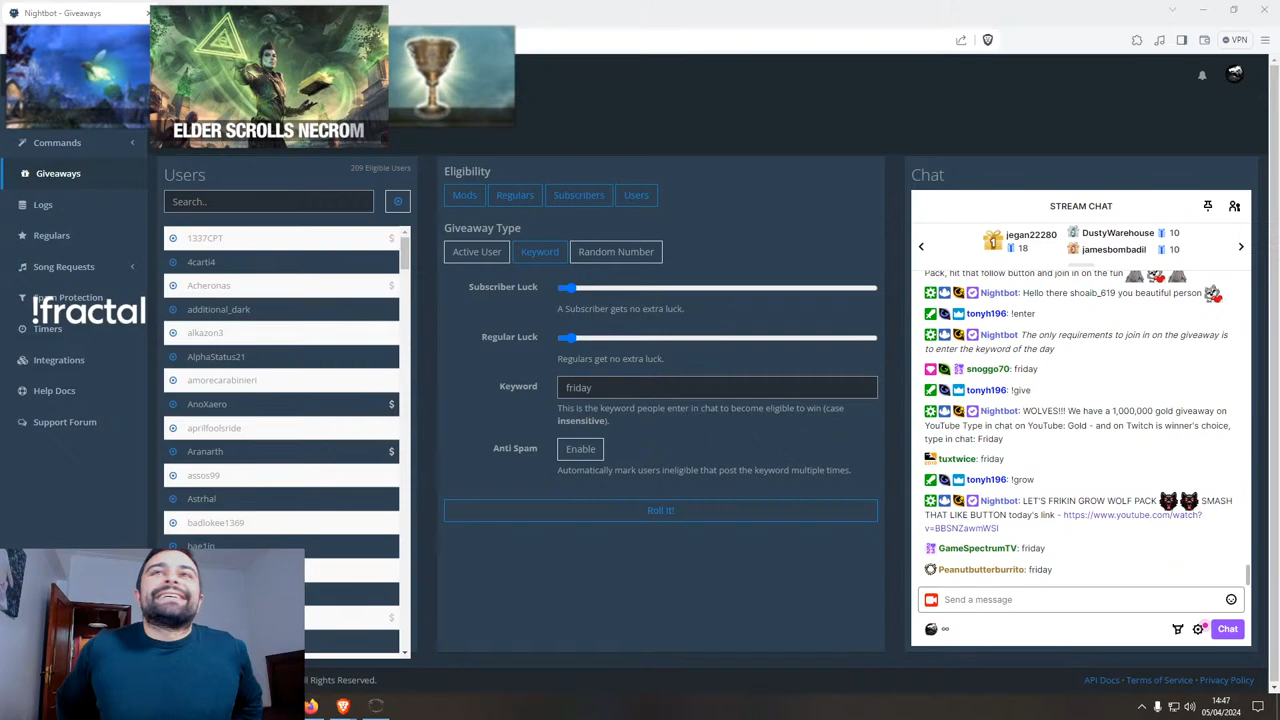 Nightbot - Giveaways
VPN
ELDER SCROLLS NECROM
Commands
Giveaways
Logs
Regulars
Song Requests
Spam Protection
!fractal
Timers
Integrations
Help Docs
Support Forum
Users
209 Eligible Users
Search..
1337CPT $
4carti4
Acheronas $
additional_dark
alkazon3
AlphaStatus21
amorecarabinieri
AnoXaero $
aprilfoolsride
Aranarth $
assos99
Astrhal
badlokee1369
$
Eligibility
Mods Regulars Subscribers Users
Giveaway Type
Active User Keyword Random Number
Subscriber Luck
A Subscriber gets no extra luck.
Regular Luck
Regulars get no extra luck.
Keyword friday
This is the keyword people enter in chat to become eligible to win (case
insensitive).
Anti Spam Enable
Automatically mark users ineligible that post the keyword multiple times.
Roll It!
Chat
STREAM CHAT
1 jegan22280
18
DustyWarehouse 10
jamesbombadil 10
Pack, hit that follow button and join in on the fun
Nightbot: Hello there shoaib_619 you beautiful person
tonyh196: !enter
Nightbot The only requirements to join in on the giveaway is
to enter the keyword of the day
snoggo70: friday
tonyh196: !give
Nightbot: WOLVES!!! We have a 1,000,000 gold giveaway on
YouTube Type in chat on YouTube: Gold - and on Twitch is winner's choice,
type in chat: Friday
tuxtwice: friday
tonyh196: !grow
Nightbot: LET'S FRIKIN GROW WOLF PACK SMASH
THAT LIKE BUTTON today's link - https://www.youtube.com/watch?
v=BBSNZawmWSI
GameSpectrumTV: friday
Peanutbutterburrito: friday
Send a message
∞
Chat
ll Rights Reserved.
API Docs • Terms of Service • Privacy Policy
14:47
05/04/2024